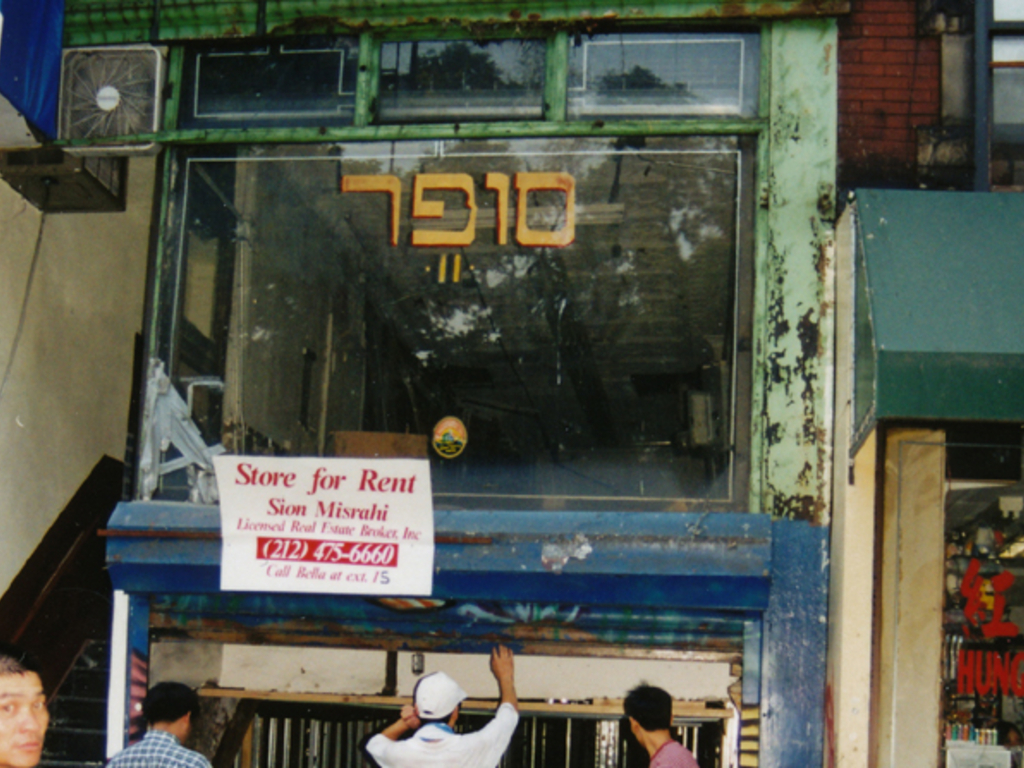 סופר
"
Store for Rent
Sion Misrahi
Licensed Real Estate Broker, Inc
(212) 475-6660
Call Bella at ext. 15
紅
HUNG